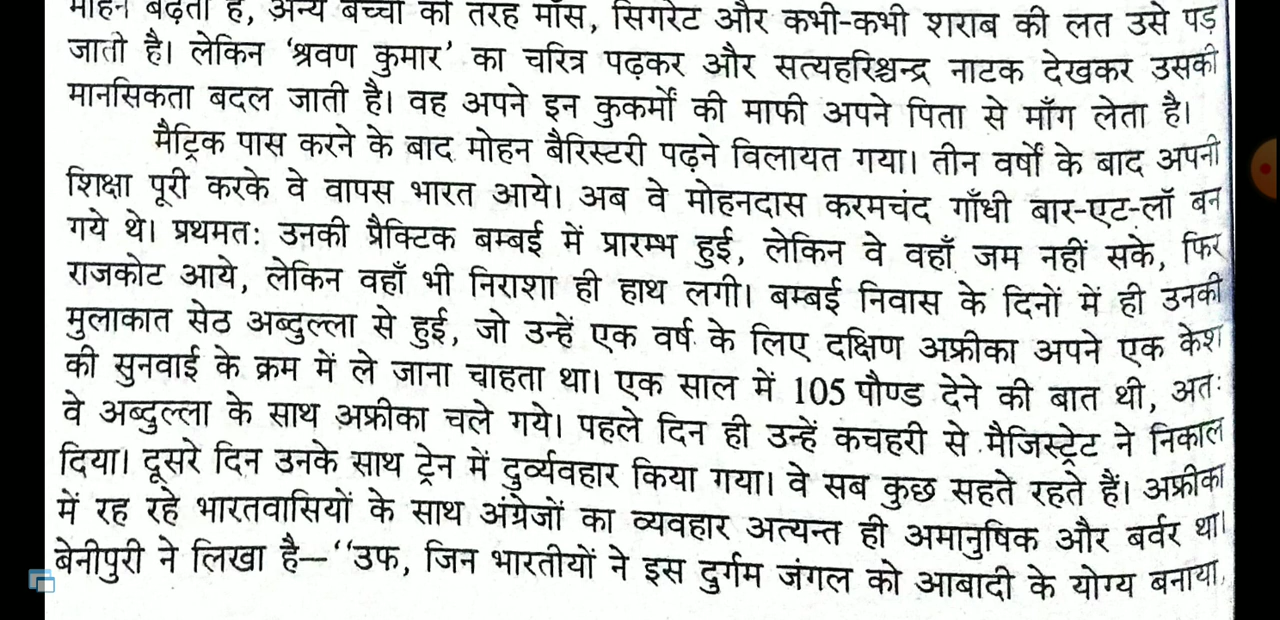 मोहन बढ़ता है, अन्य बच्चों की तरह माँस, सिगरेट और कभी-कभी शराब की लत उसे पड़
जाती है। लेकिन ‘श्रवण कुमार’ का चरित्र पढ़कर और सत्यहरिश्चन्द्र नाटक देखकर उसकी
मानसिकता बदल जाती है। वह अपने इन कुकर्मों की माफी अपने पिता से माँग लेता है।
मैट्रिक पास करने के बाद मोहन बैरिस्टरी पढ़ने विलायत गया। तीन वर्षों के बाद अपनी
शिक्षा पूरी करके वे वापस भारत आये। अब वे मोहनदास करमचंद गाँधी बार-एट-लॉ बन
गये थे। प्रथमतः उनकी प्रैक्टिक बम्बई में प्रारम्भ हुई, लेकिन वे वहाँ जम नहीं सके, फिर
राजकोट आये, लेकिन वहाँ भी निराशा ही हाथ लगी। बम्बई निवास के दिनों में ही उनकी
मुलाकात सेठ अब्दुल्ला से हुई, जो उन्हें एक वर्ष के लिए दक्षिण अफ्रीका अपने एक केश
की सुनवाई के क्रम में ले जाना चाहता था। एक साल में 105 पौण्ड देने की बात थी, अतः
वे अब्दुल्ला के साथ अफ्रीका चले गये। पहले दिन ही उन्हें कचहरी से मैजिस्ट्रेट ने निकाल
दिया। दूसरे दिन उनके साथ ट्रेन में दुर्व्यवहार किया गया। वे सब कुछ सहते रहते हैं। अफ्रीका
में रह रहे भारतवासियों के साथ अंग्रेजों का व्यवहार अत्यन्त ही अमानुषिक और बर्वर था।
बेनीपुरी ने लिखा है—‘‘उफ, जिन भारतीयों ने इस दुर्गम जंगल को आबादी के योग्य बनाया,